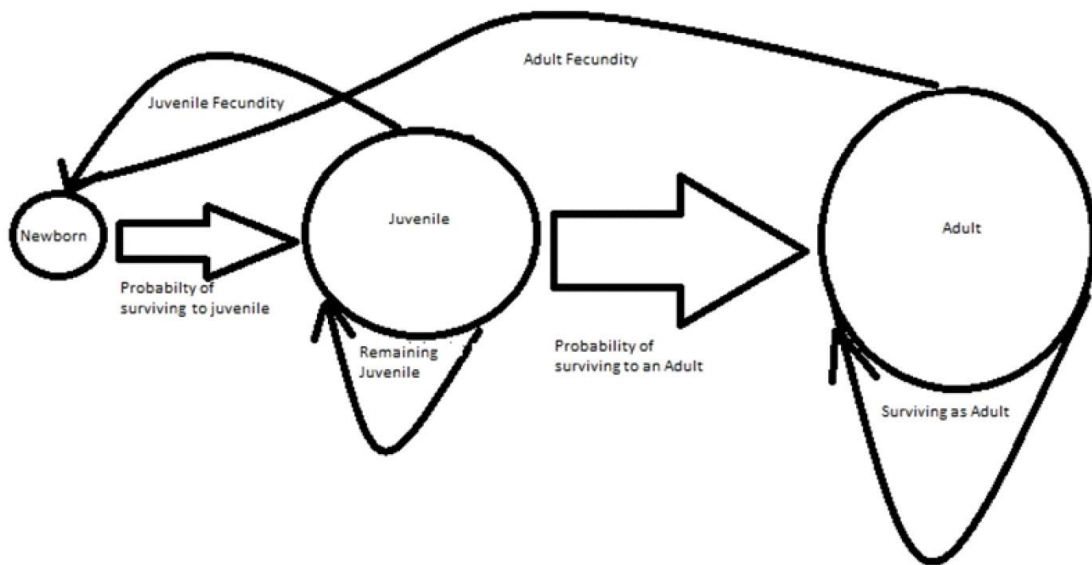 Adult Fecundity
Juvenile Fecundity
Newborn
Juvenile
Adult
Probabilty of
surviving to juvenile
Remaining
Juvenile
Probability of
surviving to an Adult
Surviving as Adult